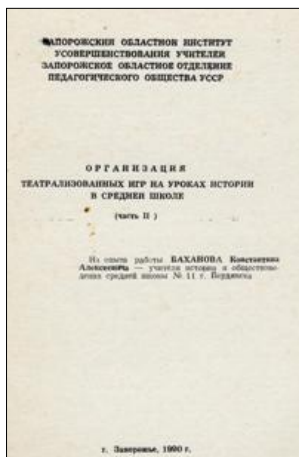 ЗАПОРОЖСКИЙ ОБЛАСТНОЙ ИНСТИТУТ
УСОВЕРШЕНСТВОВАНИЯ УЧИТЕЛЕЙ
ЗАПОРОЖСКОЕ ОБЛАСТНОЕ ОТДЕЛЕНИЕ
ПЕДАГОГИЧЕСКОГО ОБЩЕСТВА УССР
ОРГАНИЗАЦИЯ
ТЕАТРАЛИЗОВАННЫХ ИГР НА УРОКАХ ИСТОРИИ
В СРЕДНЕЙ ШКОЛЕ
(часть II)
Из опыта работы БАХАНОВА Константина
Алексеевича — учителя истории и обществове-
дения средней школы № 11 г. Бердянска
г. Запорожье, 1990 г.